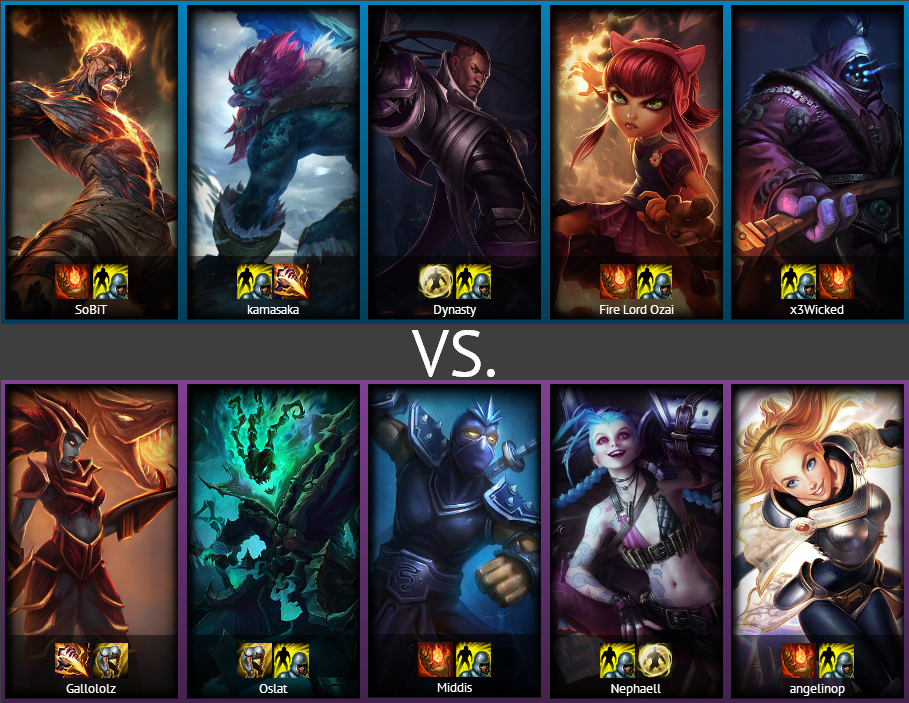 SoBiT
kamasaka
Dynasty
Fire Lord Ozai
x3Wicked
VS.
Gallololz
Oslat
Middis
Nephaell
angelinop